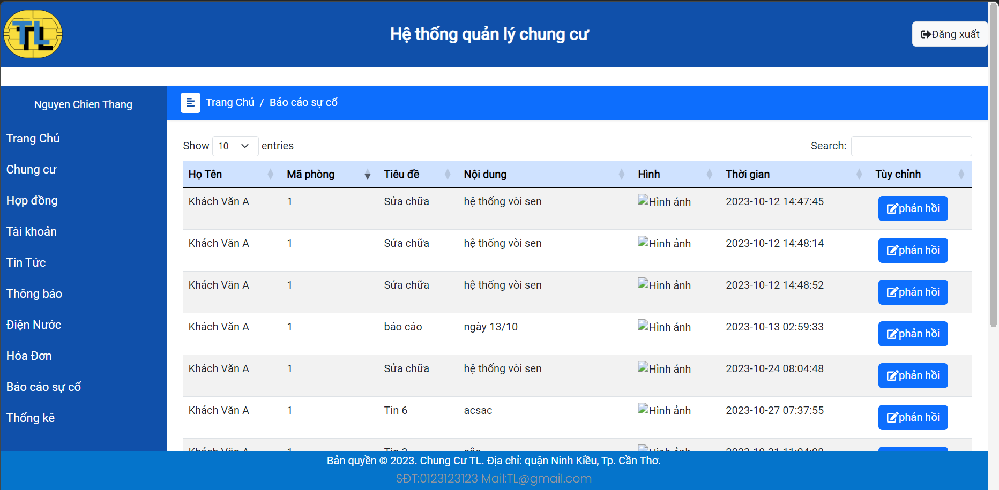 TL
Hệ thống quản lý chung cư
Đăng xuất
Nguyen Chien Thang
Trang Chủ
Chung cư
Hợp đồng
Tài khoản
Tin Tức
Thông báo
Điện Nước
Hóa Đơn
Báo cáo sự cố
Thống kê
Trang Chủ / Báo cáo sự cố
Show 10 entries Search:
Họ Tên Mã phòng Tiêu đề Nội dung Hình Thời gian Tùy chỉnh
Khách Văn A 1 Sửa chữa hệ thống vòi sen Hình ảnh 2023-10-12 14:47:45 phản hồi
Khách Văn A 1 Sửa chữa hệ thống vòi sen Hình ảnh 2023-10-12 14:48:14 phản hồi
Khách Văn A 1 Sửa chữa hệ thống vòi sen Hình ảnh 2023-10-12 14:48:52 phản hồi
Khách Văn A 1 báo cáo ngày 13/10 Hình ảnh 2023-10-13 02:59:33 phản hồi
Khách Văn A 1 Sửa chữa hệ thống vòi sen Hình ảnh 2023-10-24 08:04:48 phản hồi
Khách Văn A 1 Tin 6 acsac Hình ảnh 2023-10-27 07:37:55 phản hồi
Khách Văn A 1 Hình ảnh
Bản quyền © 2023. Chung Cư TL. Địa chỉ: quận Ninh Kiều, Tp. Cần Thơ.
SĐT:0123123123 Mail:TL@gmail.com